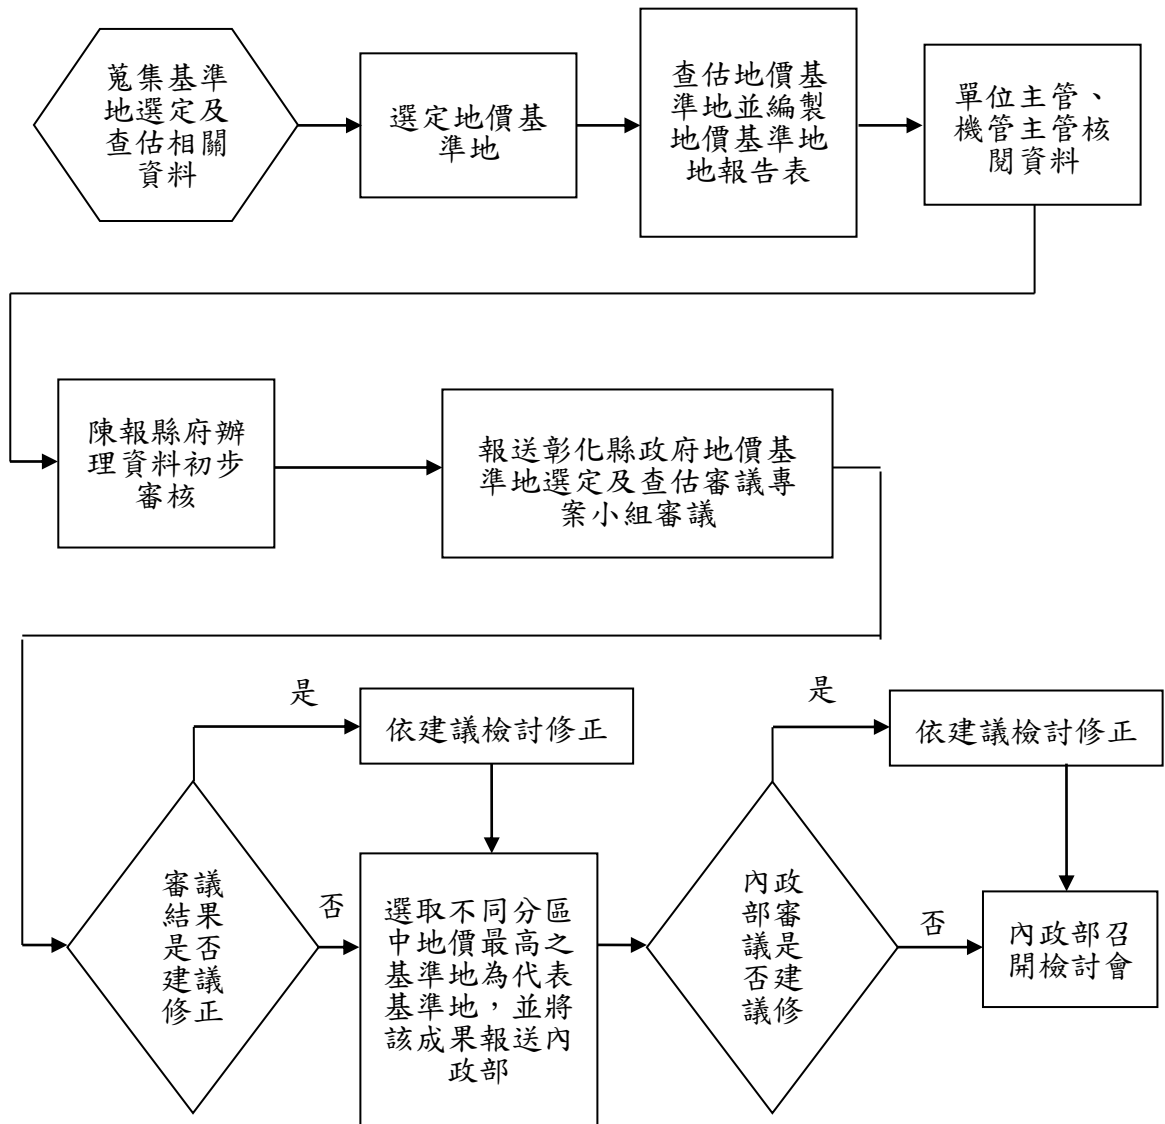 蒐集基準
地選定及
查估相關
資料
選定地價基
準地
查估地價基
準地並編製
地價基準地
地報告表
單位主管、
機管主管核
閱資料
陳報縣府辦
理資料初步
審核
報送彰化縣政府地價基
準地選定及查估審議專
案小組審議
審議
結果
是否
建議
修正
是
依建議檢討修正
否
選取不同分區
中地價最高之
基準地為代表
基準地，並將
該成果報送內
政部
內政
部審
議是
否建
議修
是
依建議檢討修正
否
內政部召
開檢討會